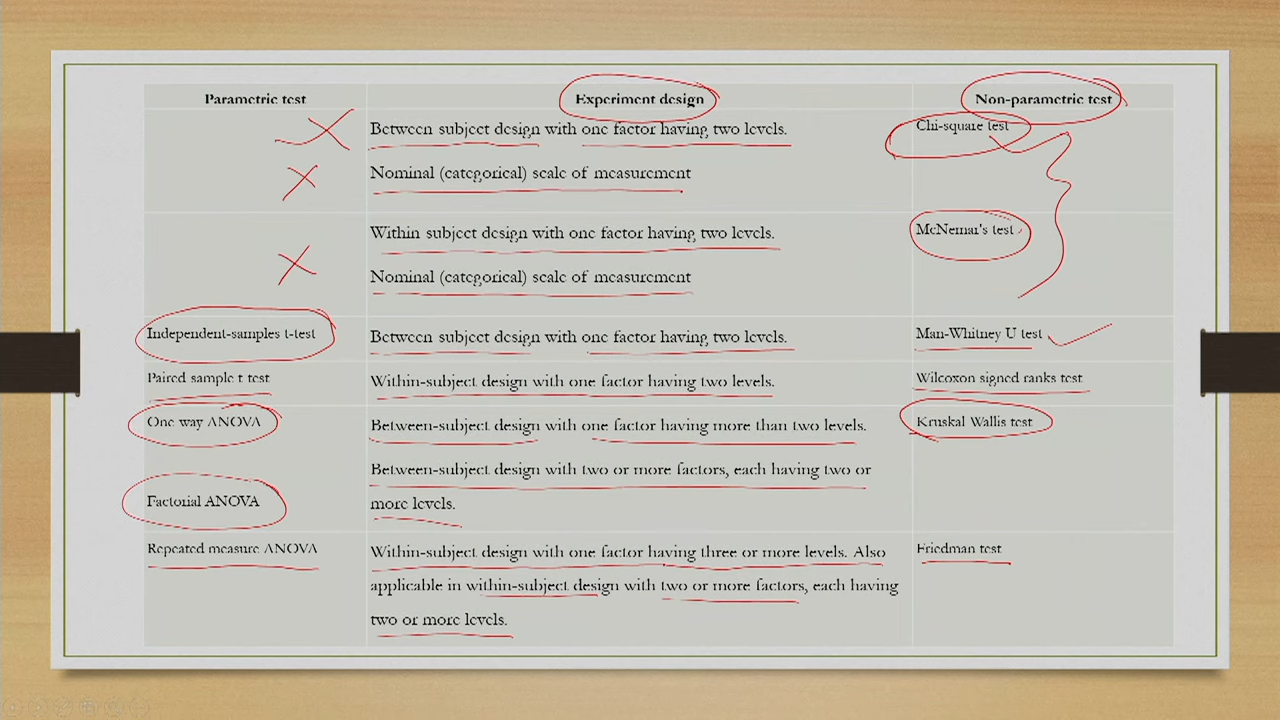 Parametric test Experiment design Non-parametric test
Between subject design with one factor having two levels. Chi-square test
Nominal (categorical) scale of measurement
Within subject design with one factor having two levels. McNemar's test
Nominal (categorical) scale of measurement
Independent-samples t-test Between subject design with one factor having two levels. Man-Whitney U test
Paired sample t test Within-subject design with one factor having two levels. Wilcoxon signed ranks test
One way ANOVA Between-subject design with one factor having more than two levels. Kruskal Wallis test
Between-subject design with two or more factors, each having two or
Factorial ANOVA more levels.
Repeated measure ANOVA Within-subject design with one factor having three or more levels. Also Friedman test
applicable in within-subject design with two or more factors, each having
two or more levels.